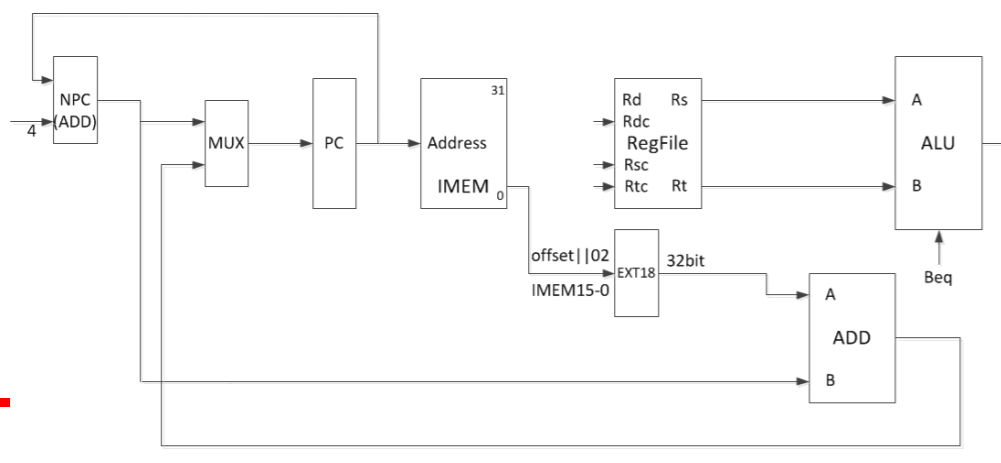 NPC
(ADD)
4
MUX
PC
31
Address
IMEM
0
Rd Rs
Rdc
RegFile
Rsc
Rtc Rt
A
ALU
B
Beq
offset||02
IMEM15-0
EXT18
32bit
A
ADD
B